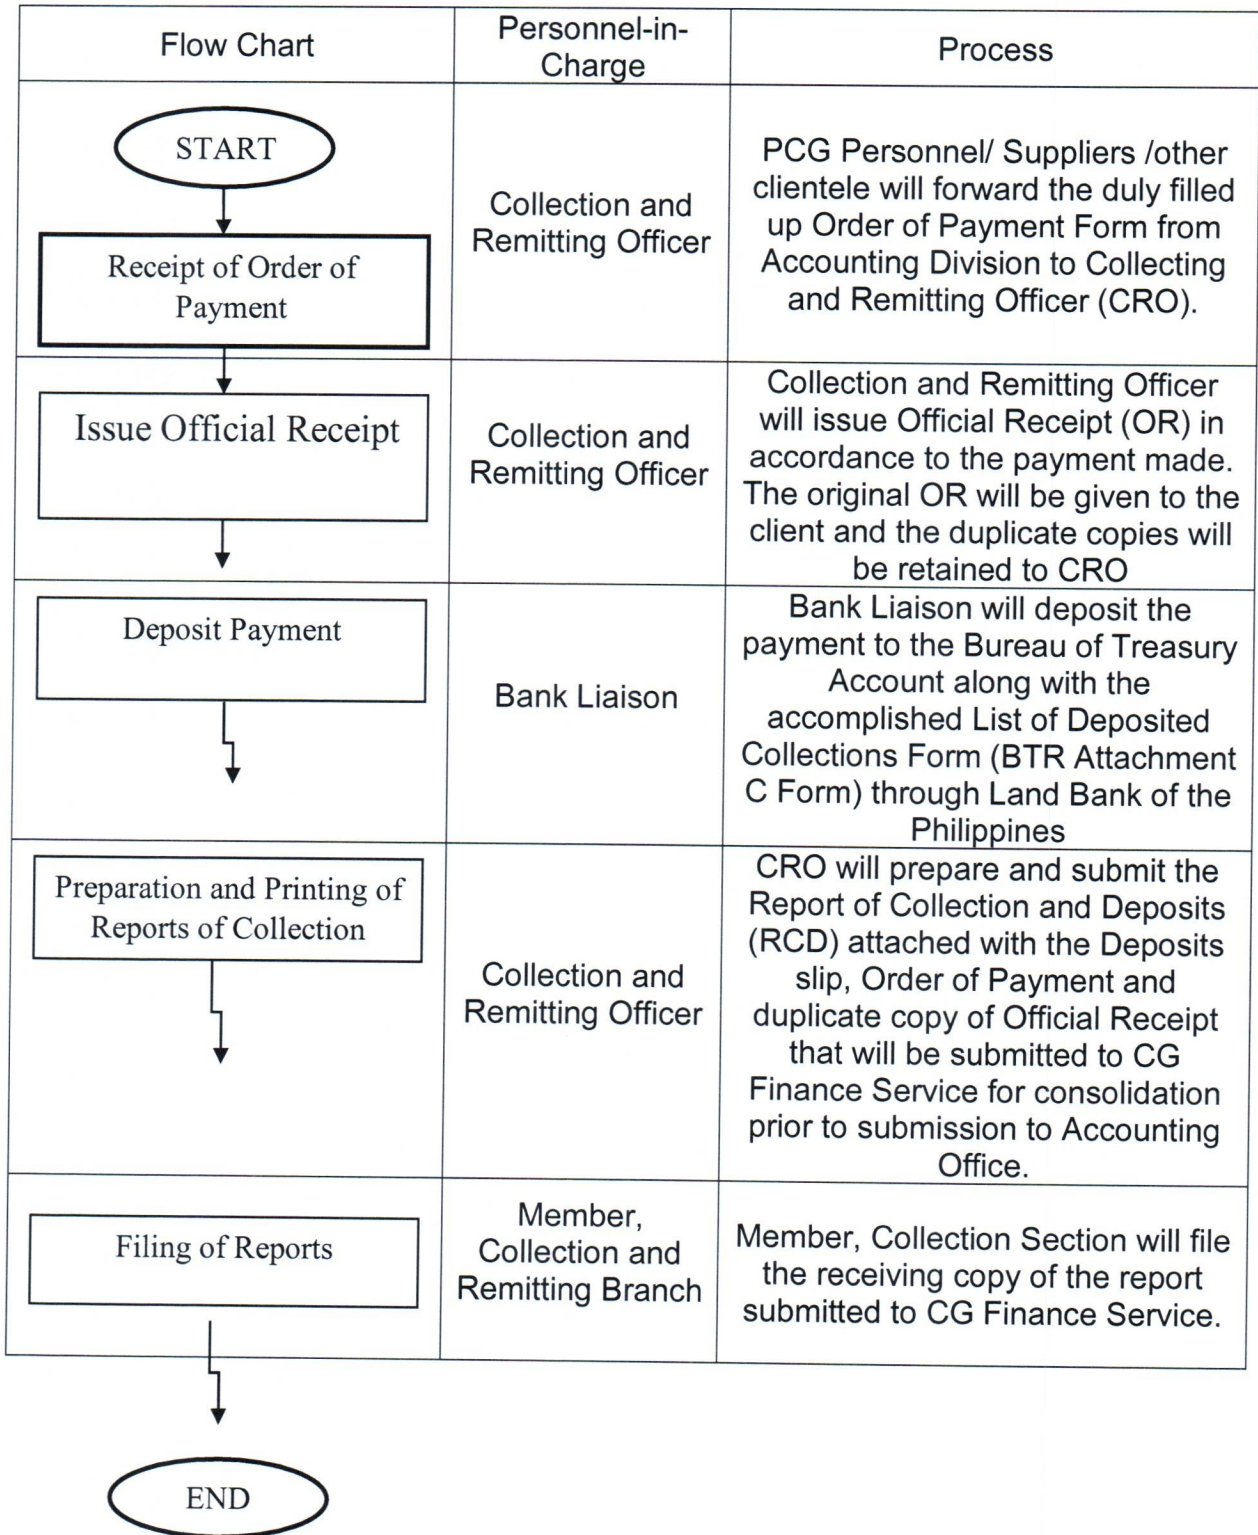 Flow Chart
Personnel-in-
Charge
Process
START
Receipt of Order of
Payment
Collection and
Remitting Officer
PCG Personnel/ Suppliers /other
clientele will forward the duly filled
up Order of Payment Form from
Accounting Division to Collecting
and Remitting Officer (CRO).
Issue Official Receipt
Collection and
Remitting Officer
Collection and Remitting Officer
will issue Official Receipt (OR) in
accordance to the payment made.
The original OR will be given to the
client and the duplicate copies will
be retained to CRO
Deposit Payment
Bank Liaison
Bank Liaison will deposit the
payment to the Bureau of Treasury
Account along with the
accomplished List of Deposited
Collections Form (BTR Attachment
C Form) through Land Bank of the
Philippines
Preparation and Printing of
Reports of Collection
Collection and
Remitting Officer
CRO will prepare and submit the
Report of Collection and Deposits
(RCD) attached with the Deposits
slip, Order of Payment and
duplicate copy of Official Receipt
that will be submitted to CG
Finance Service for consolidation
prior to submission to Accounting
Office.
Filing of Reports
Member,
Collection and
Remitting Branch
Member, Collection Section will file
the receiving copy of the report
submitted to CG Finance Service.
END